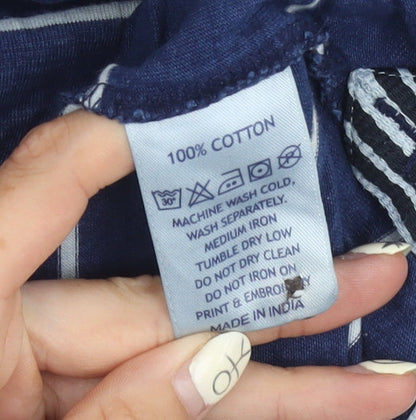 100% COTTON
30°
MACHINE WASH COLD,
WASH SEPARATELY.
MEDIUM IRON
TUMBLE DRY LOW
DO NOT DRY CLEAN
DO NOT IRON ON
PRINT & EMBROIDERY
MADE IN INDIA